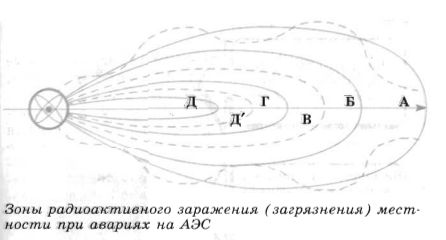 Д Д′ Г В Б А
Зоны радиоактивного заражения (загрязнения) мест-
ности при авариях на АЭС